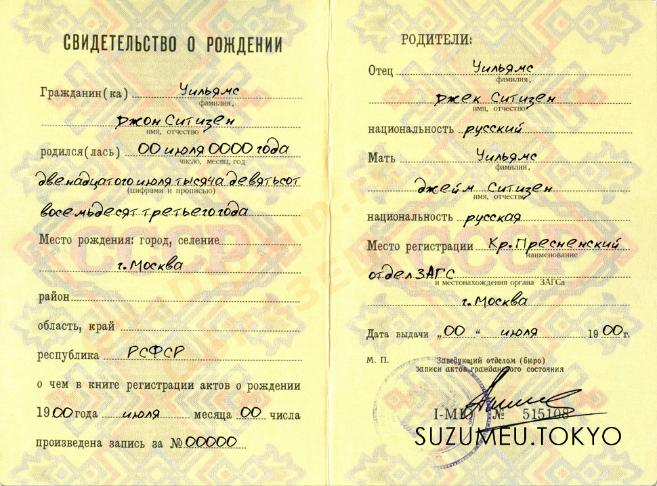 СВИДЕТЕЛЬСТВО О РОЖДЕНИИ
Гражданин(ка) Уильямс
фамилия,
Джон Ситизен
имя, отчество
родился(лась) 00 июля 0000 года
число, месяц, год
двенадцатого июля тысяча девятьсот
(цифрами и прописью)
восемьдесят третьего года
Место рождения: город, селение
г. Москва
район
область, край
республика РСФСР
о чем в книге регистрации актов о рождении
1900 года июля месяца 00 числа
произведена запись за № 00000
РОДИТЕЛИ:
Отец Уильямс
фамилия,
Джек Ситизен
имя, отчество
национальность русский
Мать Уильямс
фамилия,
джейм Ситизен
имя, отчество
национальность русская
Место регистрации Кр. Пресненский
наименование
отдел ЗАГС
и местонахождения органа ЗАГСа
г. Москва
Дата выдачи „00“ июля 1900г.
М. П. Заведующий отделом (бюро)
записи актов гражданского состояния
I-МЮ № 515108
SUZUMEU.TOKYO